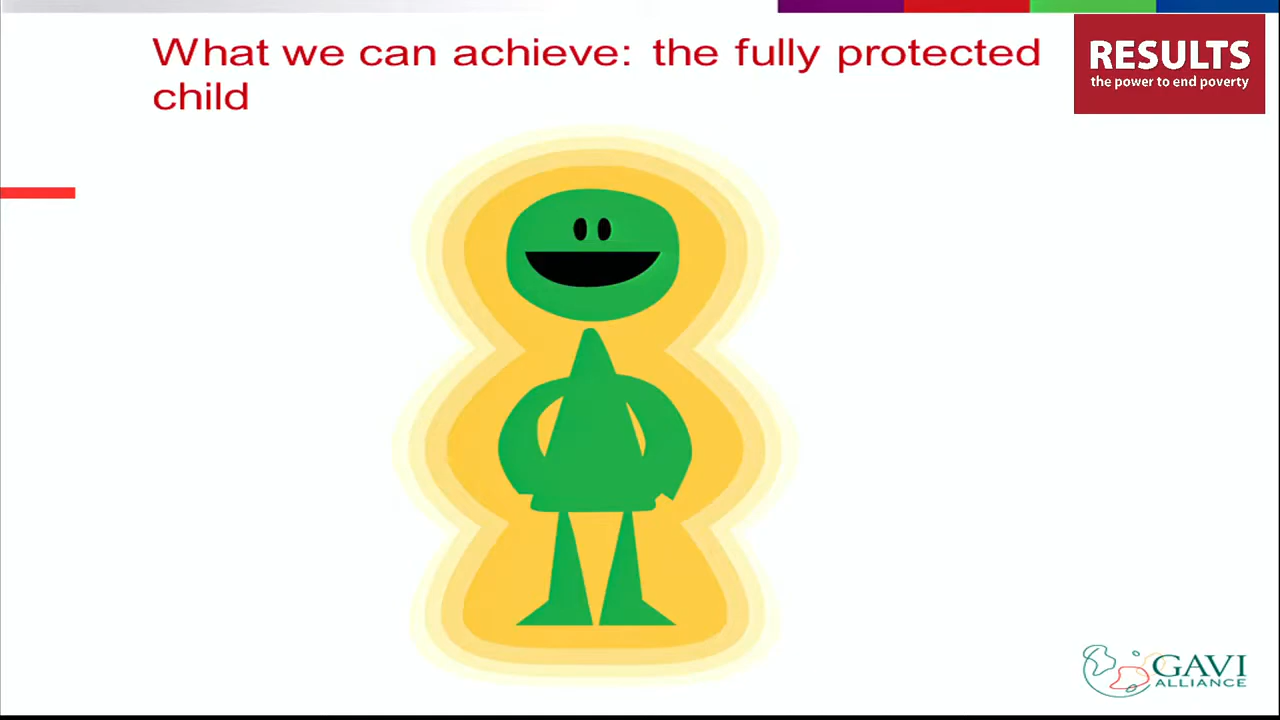 What we can achieve: the fully protected
child
RESULTS
the power to end poverty
GAVI
ALLIANCE